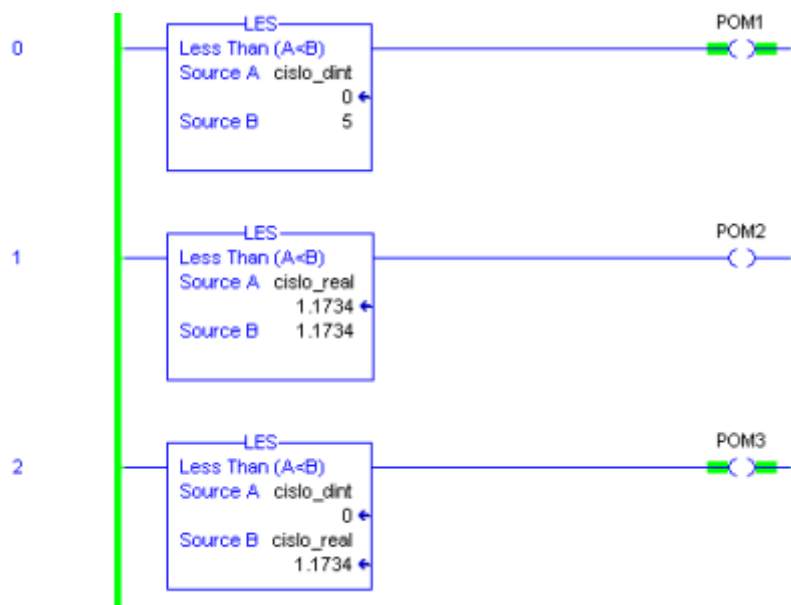 LES
POM1
0
Less Than (A<B)
Source A cislo_dint
0
Source B 5
LES
POM2
1
Less Than (A<B)
Source A cislo_real
1.1734
Source B 1.1734
LES
POM3
2
Less Than (A<B)
Source A cislo_dint
0
Source B cislo_real
1.1734